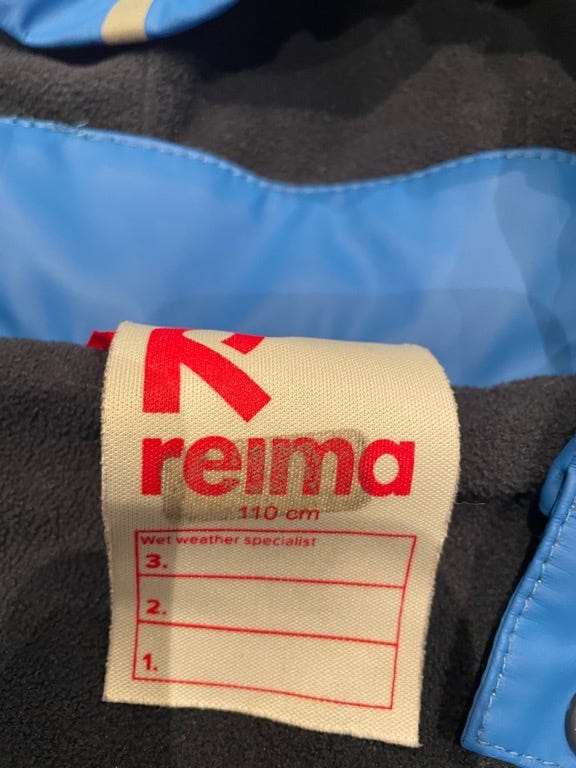 reima
110 cm
Wet weather specialist
3.
2.
1.